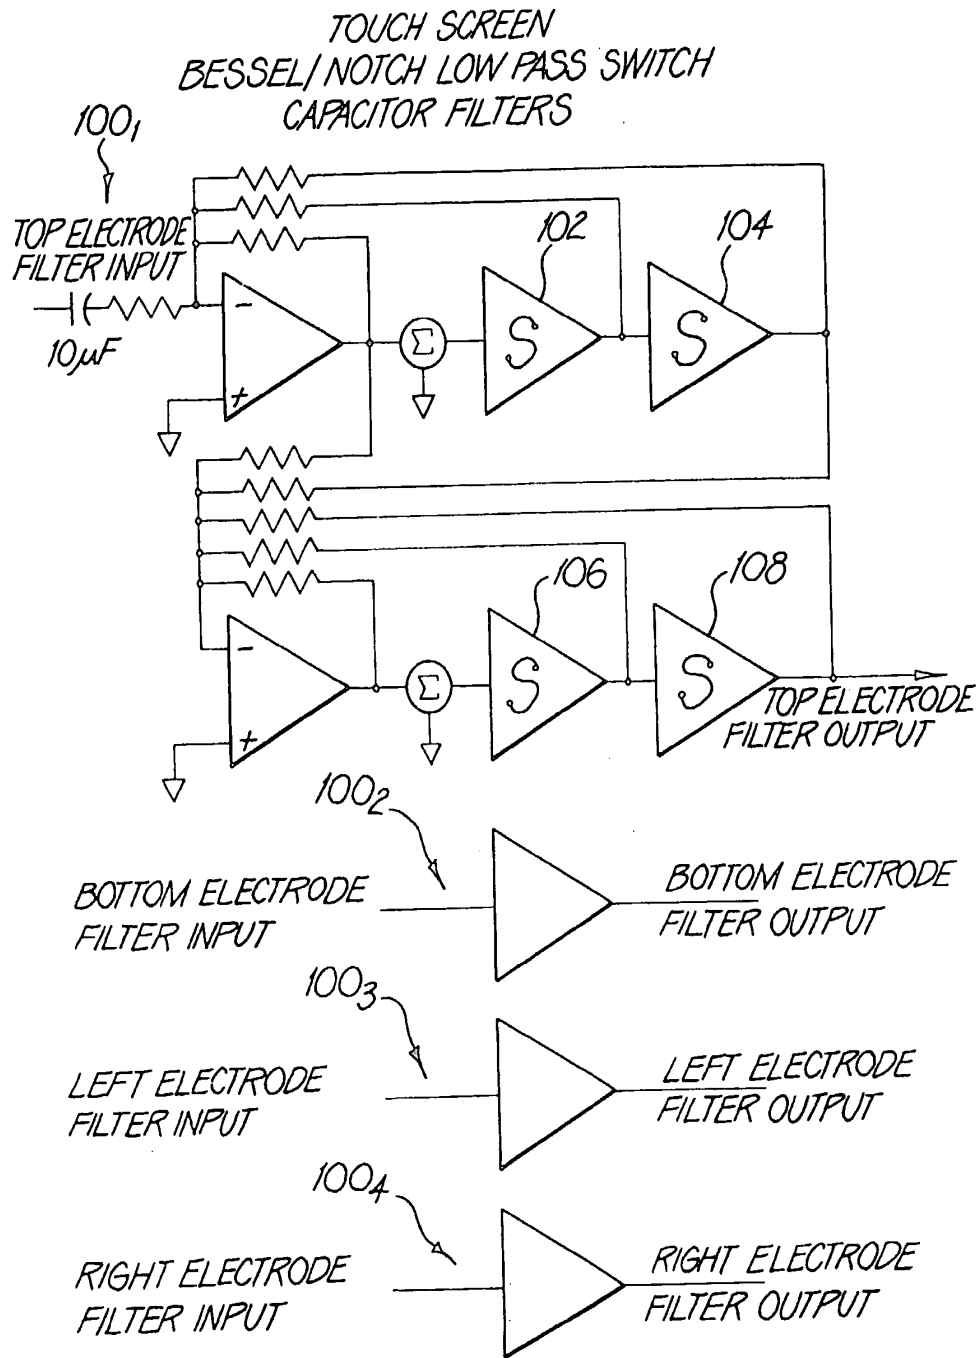 TOUCH SCREEN
BESSEL/NOTCH LOW PASS SWITCH
CAPACITOR FILTERS
100₁
TOP ELECTRODE
FILTER INPUT
10µF
−
+
Σ
102
S
104
S
−
+
Σ
106
S
108
S
TOP ELECTRODE
FILTER OUTPUT
100₂
BOTTOM ELECTRODE
FILTER INPUT
BOTTOM ELECTRODE
FILTER OUTPUT
100₃
LEFT ELECTRODE
FILTER INPUT
LEFT ELECTRODE
FILTER OUTPUT
100₄
RIGHT ELECTRODE
FILTER INPUT
RIGHT ELECTRODE
FILTER OUTPUT